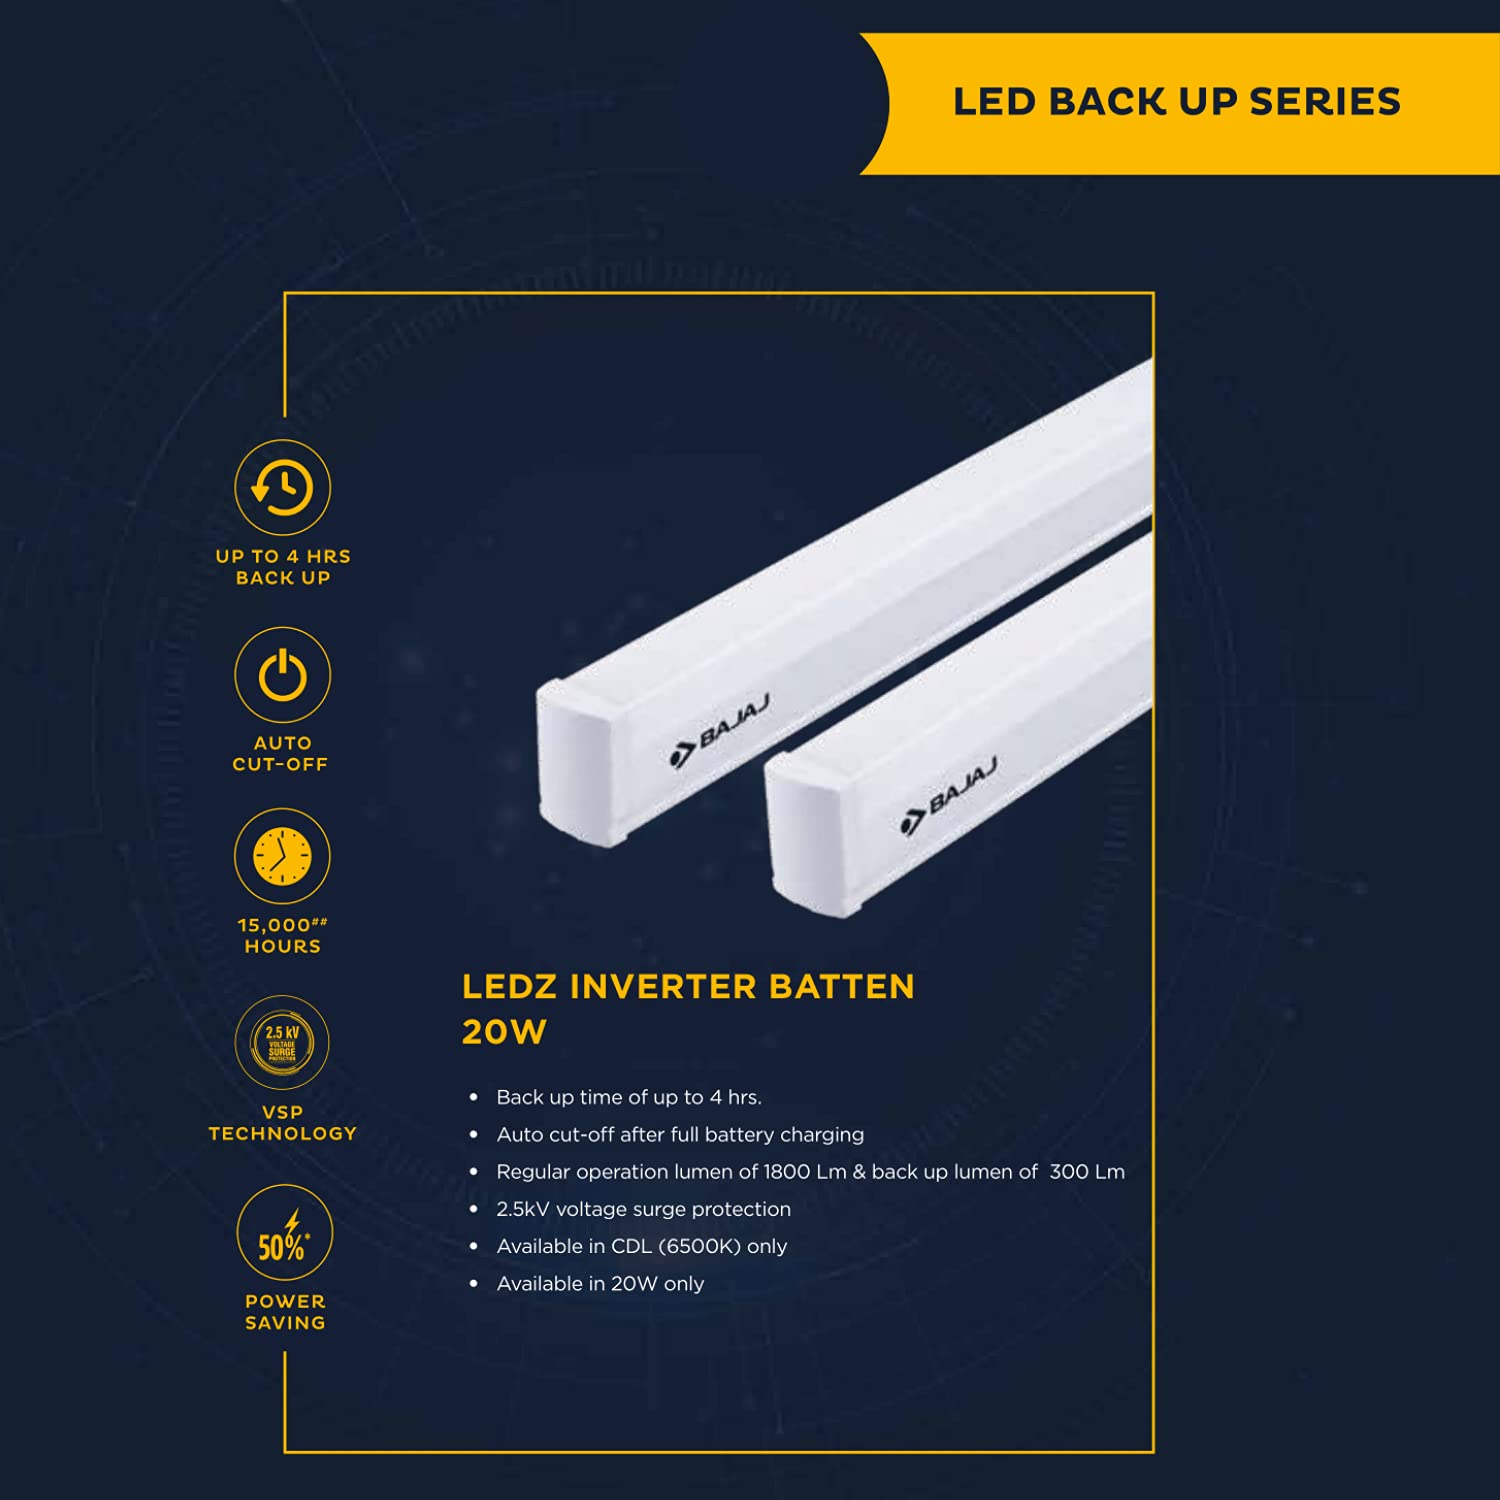 LED BACK UP SERIES
UP TO 4 HRS
BACK UP
AUTO
CUT-OFF
15,000##
HOURS
2.5 kV
VOLTAGE
SURGE
PROTECTION
VSP
TECHNOLOGY
50%*
POWER
SAVING
BAJAJ
BAJAJ
LEDZ INVERTER BATTEN
20W
• Back up time of up to 4 hrs.
• Auto cut-off after full battery charging
• Regular operation lumen of 1800 Lm & back up lumen of 300 Lm
• 2.5kV voltage surge protection
• Available in CDL (6500K) only
• Available in 20W only